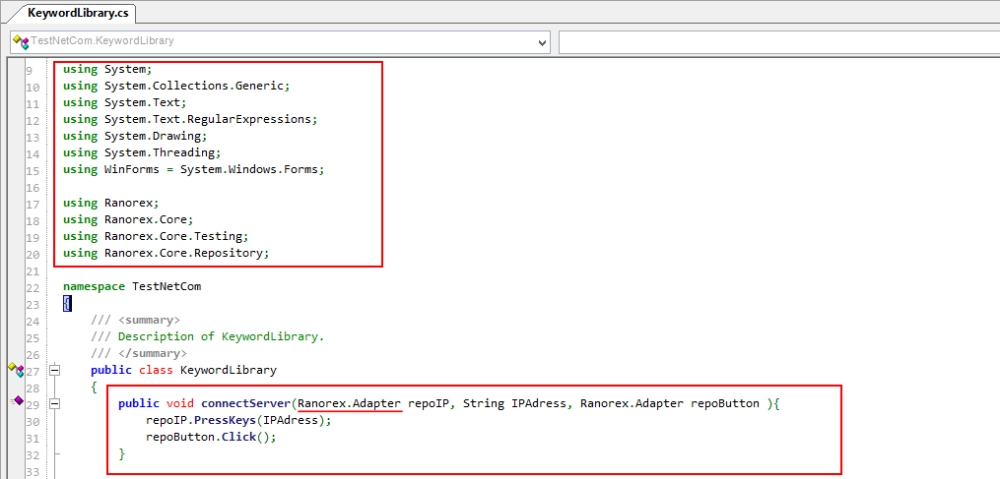 KeywordLibrary.cs
TestNetCom.KeywordLibrary
9 using System;
10 using System.Collections.Generic;
11 using System.Text;
12 using System.Text.RegularExpressions;
13 using System.Drawing;
14 using System.Threading;
15 using WinForms = System.Windows.Forms;
16
17 using Ranorex;
18 using Ranorex.Core;
19 using Ranorex.Core.Testing;
20 using Ranorex.Core.Repository;
21
22 namespace TestNetCom
23 {
24 /// <summary>
25 /// Description of KeywordLibrary.
26 /// </summary>
27 public class KeywordLibrary
28 {
29 public void connectServer(Ranorex.Adapter repoIP, String IPAdress, Ranorex.Adapter repoButton ){
30 repoIP.PressKeys(IPAdress);
31 repoButton.Click();
32 }
33